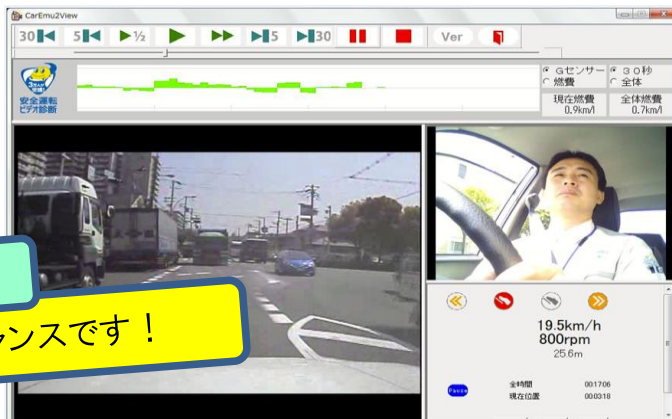 CarEmu2View
30 5 ½ 5 30 Ver
安全運転
ビデオ診断
Gセンサー 30秒
燃費 全体
現在燃費 全体燃費
0.9km/l 0.7km/l
ンスです！
19.5km/h
800rpm
25.6m
Pause
全時間 00:17:06
現在位置 00:03:18